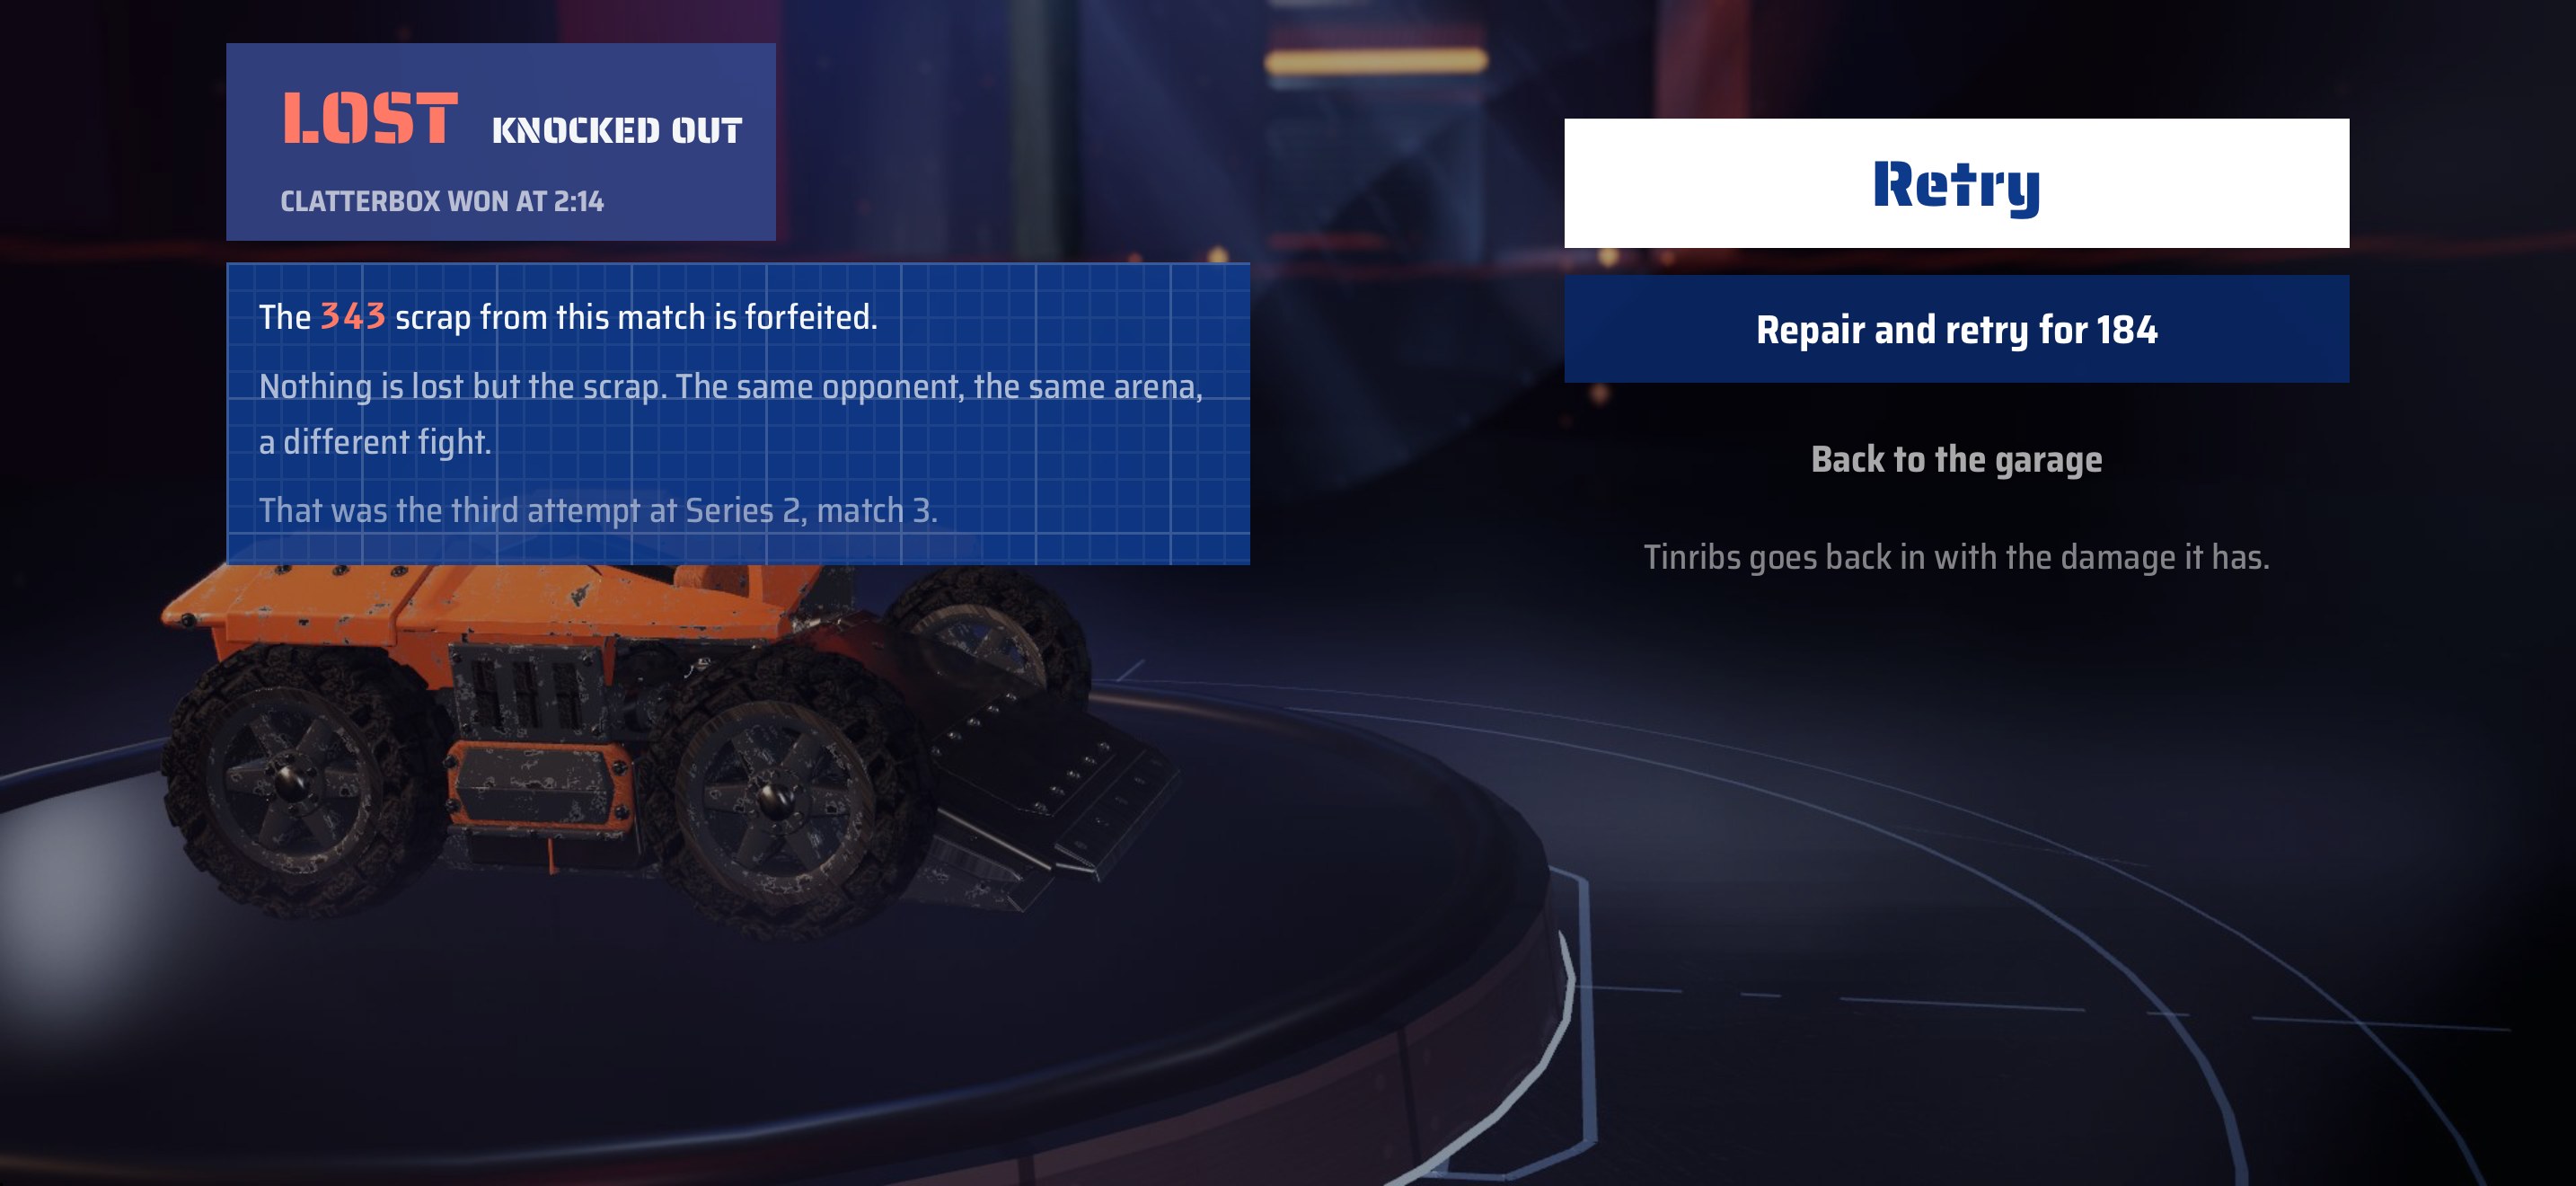 LOST KNOCKED OUT
CLATTERBOX WON AT 2:14
The 343 scrap from this match is forfeited.
Nothing is lost but the scrap. The same opponent, the same arena,
a different fight.
That was the third attempt at Series 2, match 3.
Retry
Repair and retry for 184
Back to the garage
Tinribs goes back in with the damage it has.